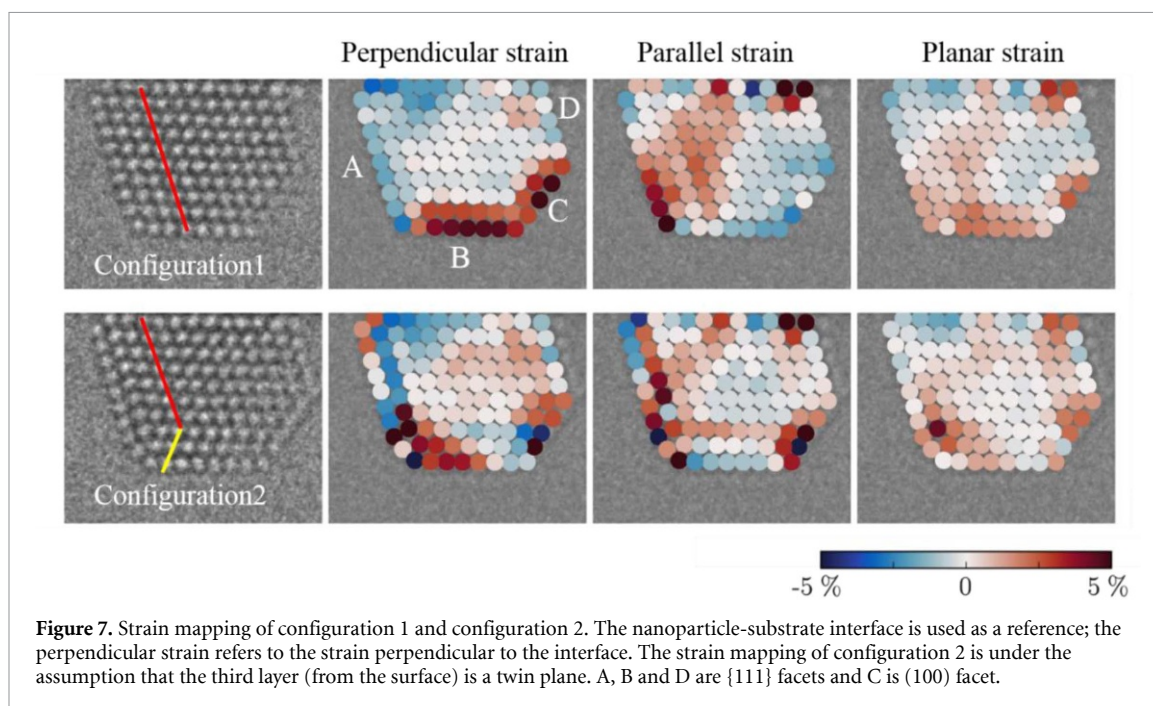 Perpendicular strain
Parallel strain
Planar strain
A
B
C
D
Configuration1
Configuration2
-5 %
0
5 %
Figure 7. Strain mapping of configuration 1 and configuration 2. The nanoparticle-substrate interface is used as a reference; the
perpendicular strain refers to the strain perpendicular to the interface. The strain mapping of configuration 2 is under the
assumption that the third layer (from the surface) is a twin plane. A, B and D are {111} facets and C is (100) facet.